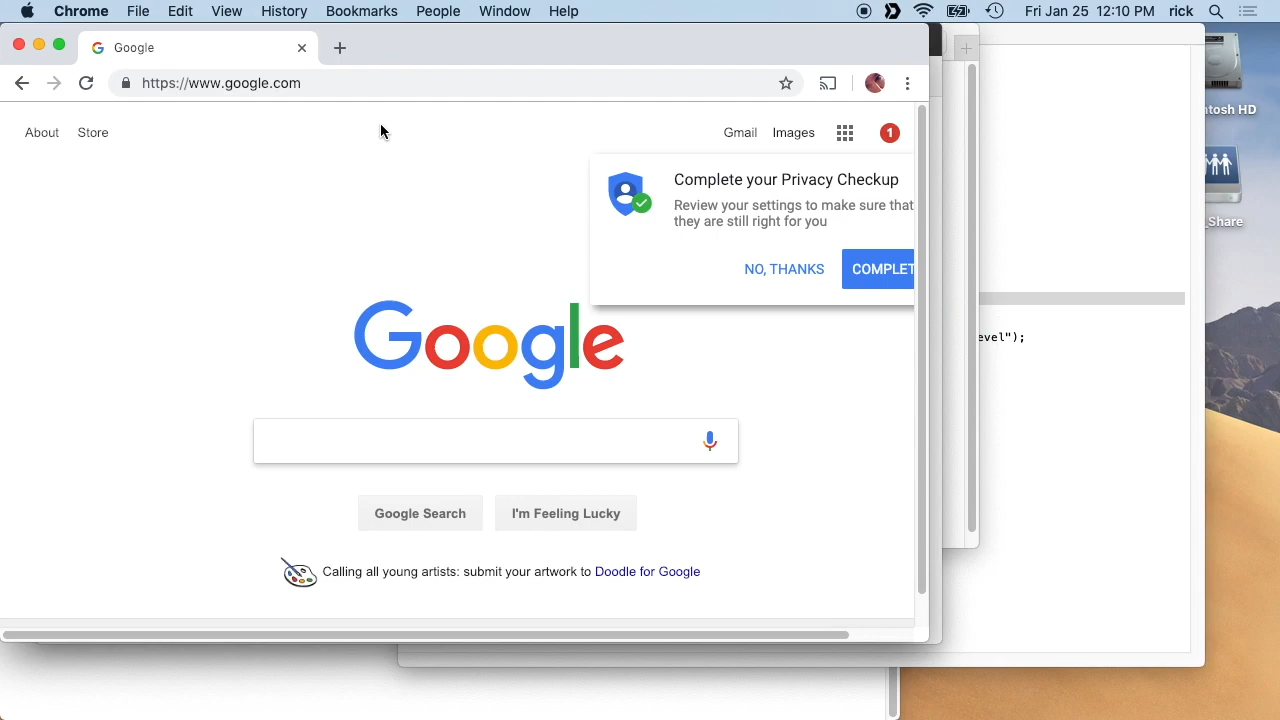 Chrome File Edit View History Bookmarks People Window Help Fri Jan 25 12:10 PM rick
Google
https://www.google.com
About Store Gmail Images 1
Complete your Privacy Checkup
Review your settings to make sure that
they are still right for you
NO, THANKS COMPLET
Google
Google Search I'm Feeling Lucky
Calling all young artists: submit your artwork to Doodle for Google
evel");
tosh HD
_Share